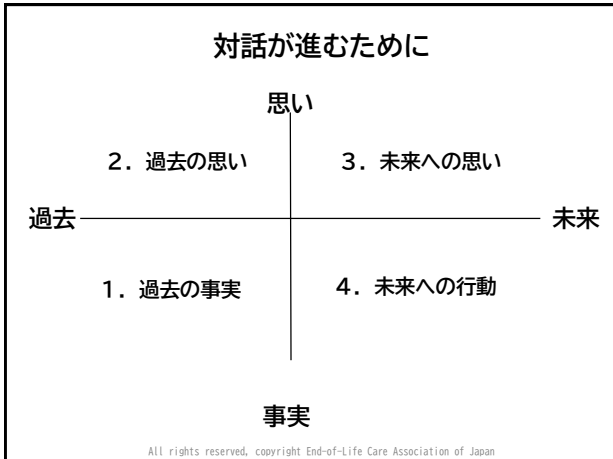 対話が進むために
思い
2. 過去の思い
3. 未来への思い
過去
未来
1. 過去の事実
4. 未来への行動
事実
All rights reserved, copyright End-of-Life Care Association of Japan